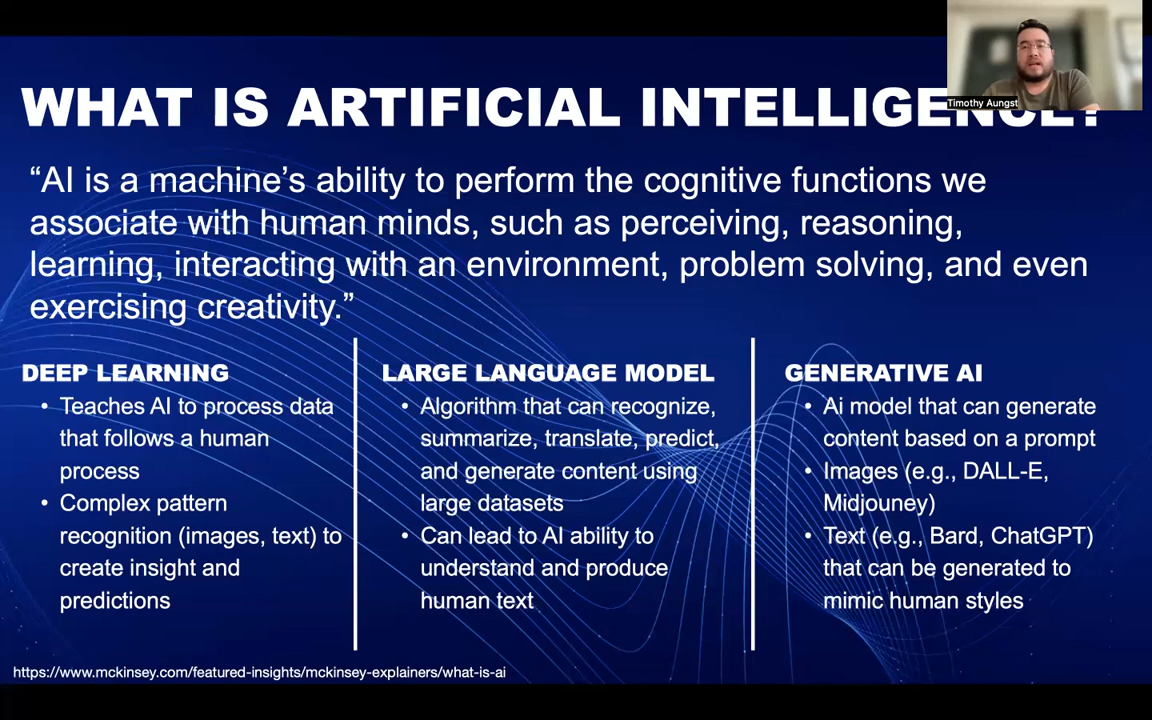 WHAT IS ARTIFICIAL INTELLIGENCE?
Timothy Aungst
“AI is a machine’s ability to perform the cognitive functions we
associate with human minds, such as perceiving, reasoning,
learning, interacting with an environment, problem solving, and even
exercising creativity.”
DEEP LEARNING
• Teaches AI to process data
that follows a human
process
• Complex pattern
recognition (images, text) to
create insight and
predictions
LARGE LANGUAGE MODEL
• Algorithm that can recognize,
summarize, translate, predict,
and generate content using
large datasets
• Can lead to AI ability to
understand and produce
human text
GENERATIVE AI
• Ai model that can generate
content based on a prompt
• Images (e.g., DALL-E,
Midjouney)
• Text (e.g., Bard, ChatGPT)
that can be generated to
mimic human styles
https://www.mckinsey.com/featured-insights/mckinsey-explainers/what-is-ai